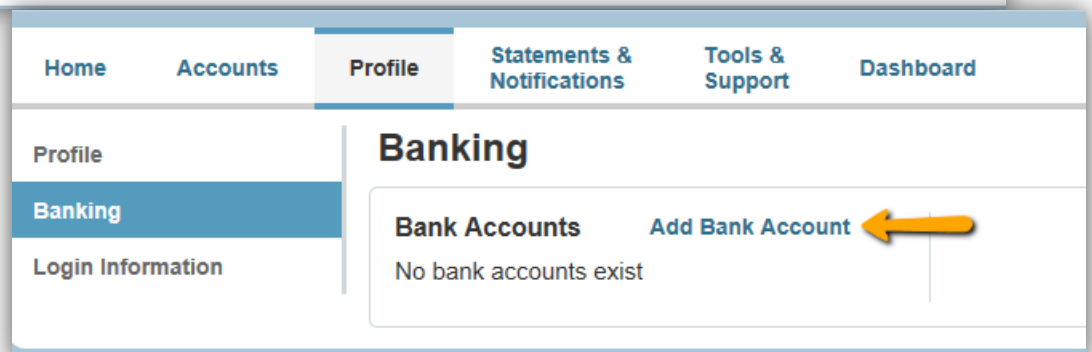 Home Accounts Profile Statements & Notifications Tools & Support Dashboard
Profile
Banking
Login Information
Banking
Bank Accounts Add Bank Account
No bank accounts exist